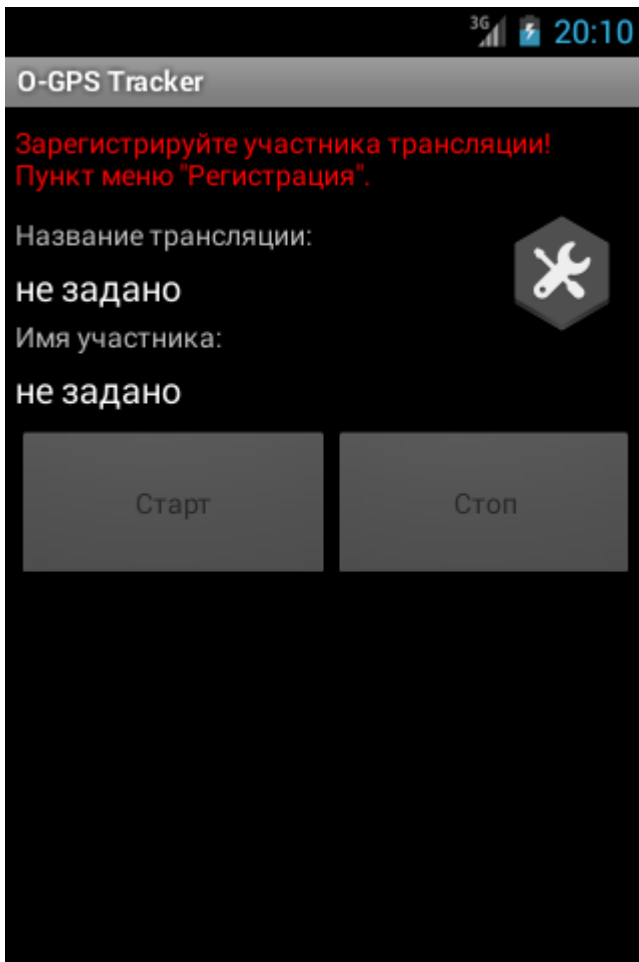 3G 20:10
O-GPS Tracker
Зарегистрируйте участника трансляции!
Пункт меню "Регистрация".
Название трансляции:
не задано
Имя участника:
не задано
Старт Стоп